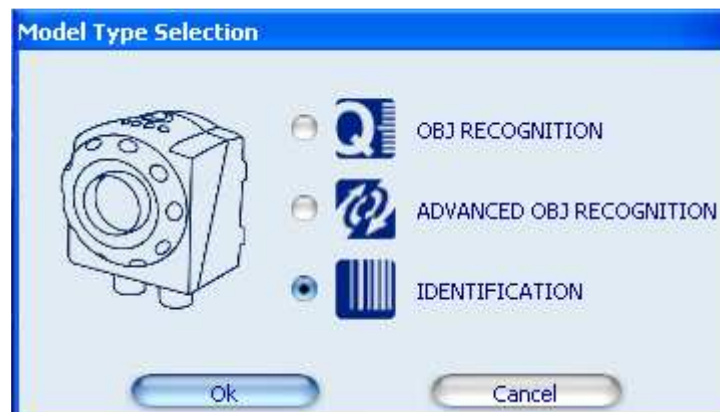 Model Type Selection
OBJ RECOGNITION
ADVANCED OBJ RECOGNITION
IDENTIFICATION
Ok
Cancel